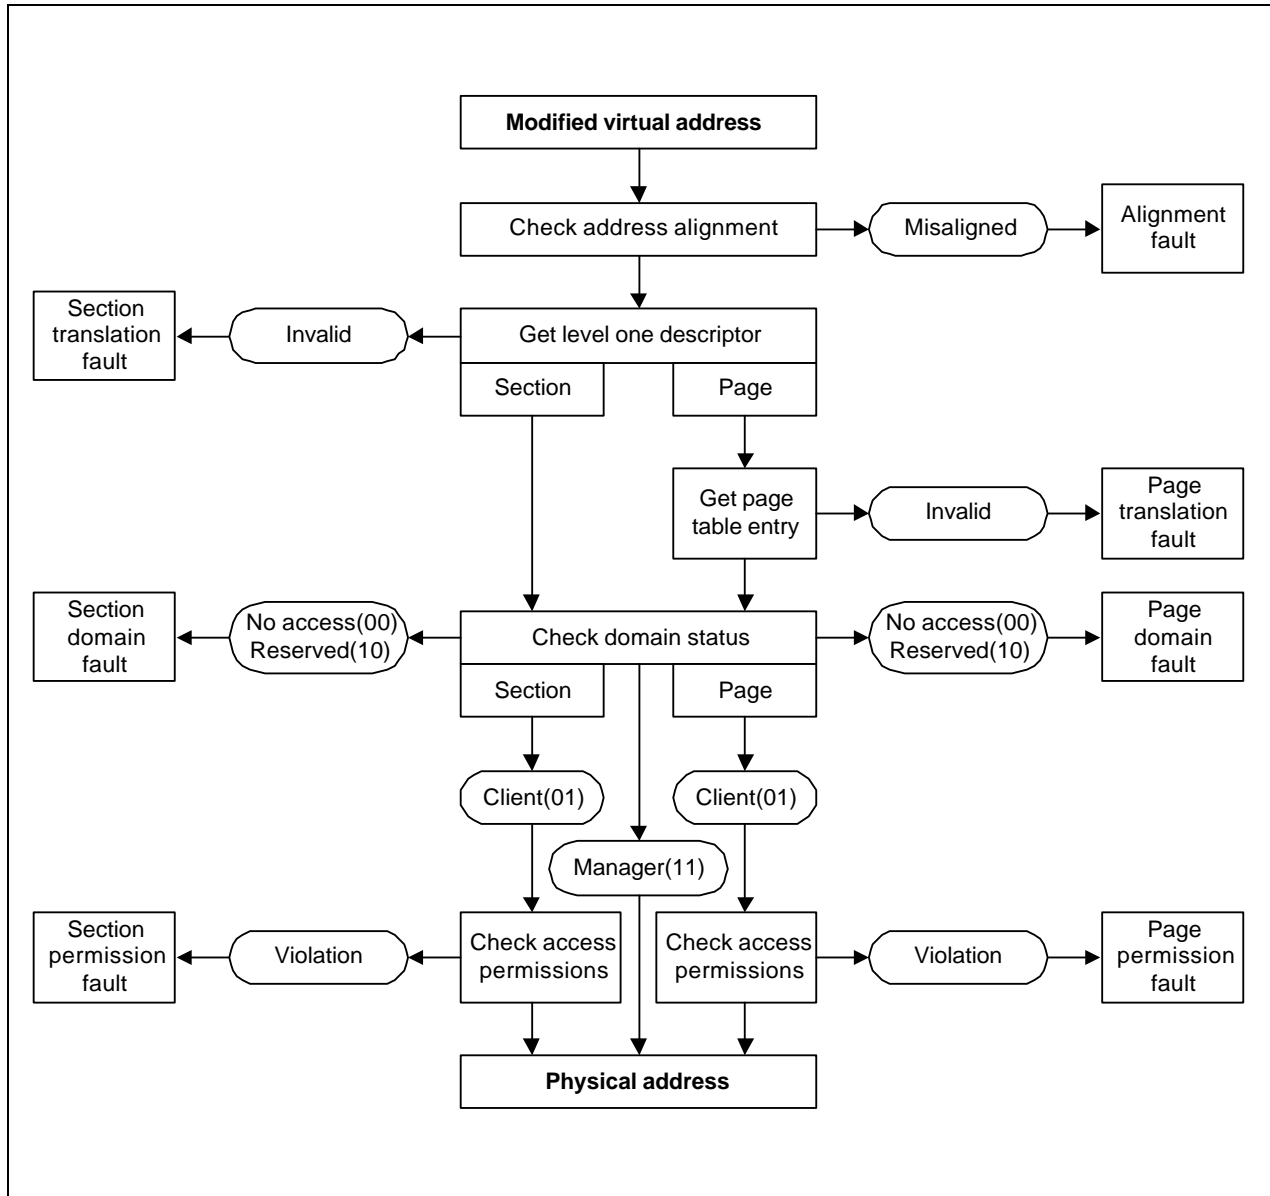 Modified virtual address
Check address alignment
Misaligned
Alignment
fault
Section
translation
fault
Invalid
Get level one descriptor
Section
Page
Get page
table entry
Invalid
Page
translation
fault
Section
domain
fault
No access(00)
Reserved(10)
Check domain status
No access(00)
Reserved(10)
Page
domain
fault
Section
Page
Client(01)
Client(01)
Manager(11)
Section
permission
fault
Violation
Check access
permissions
Check access
permissions
Violation
Page
permission
fault
Physical address